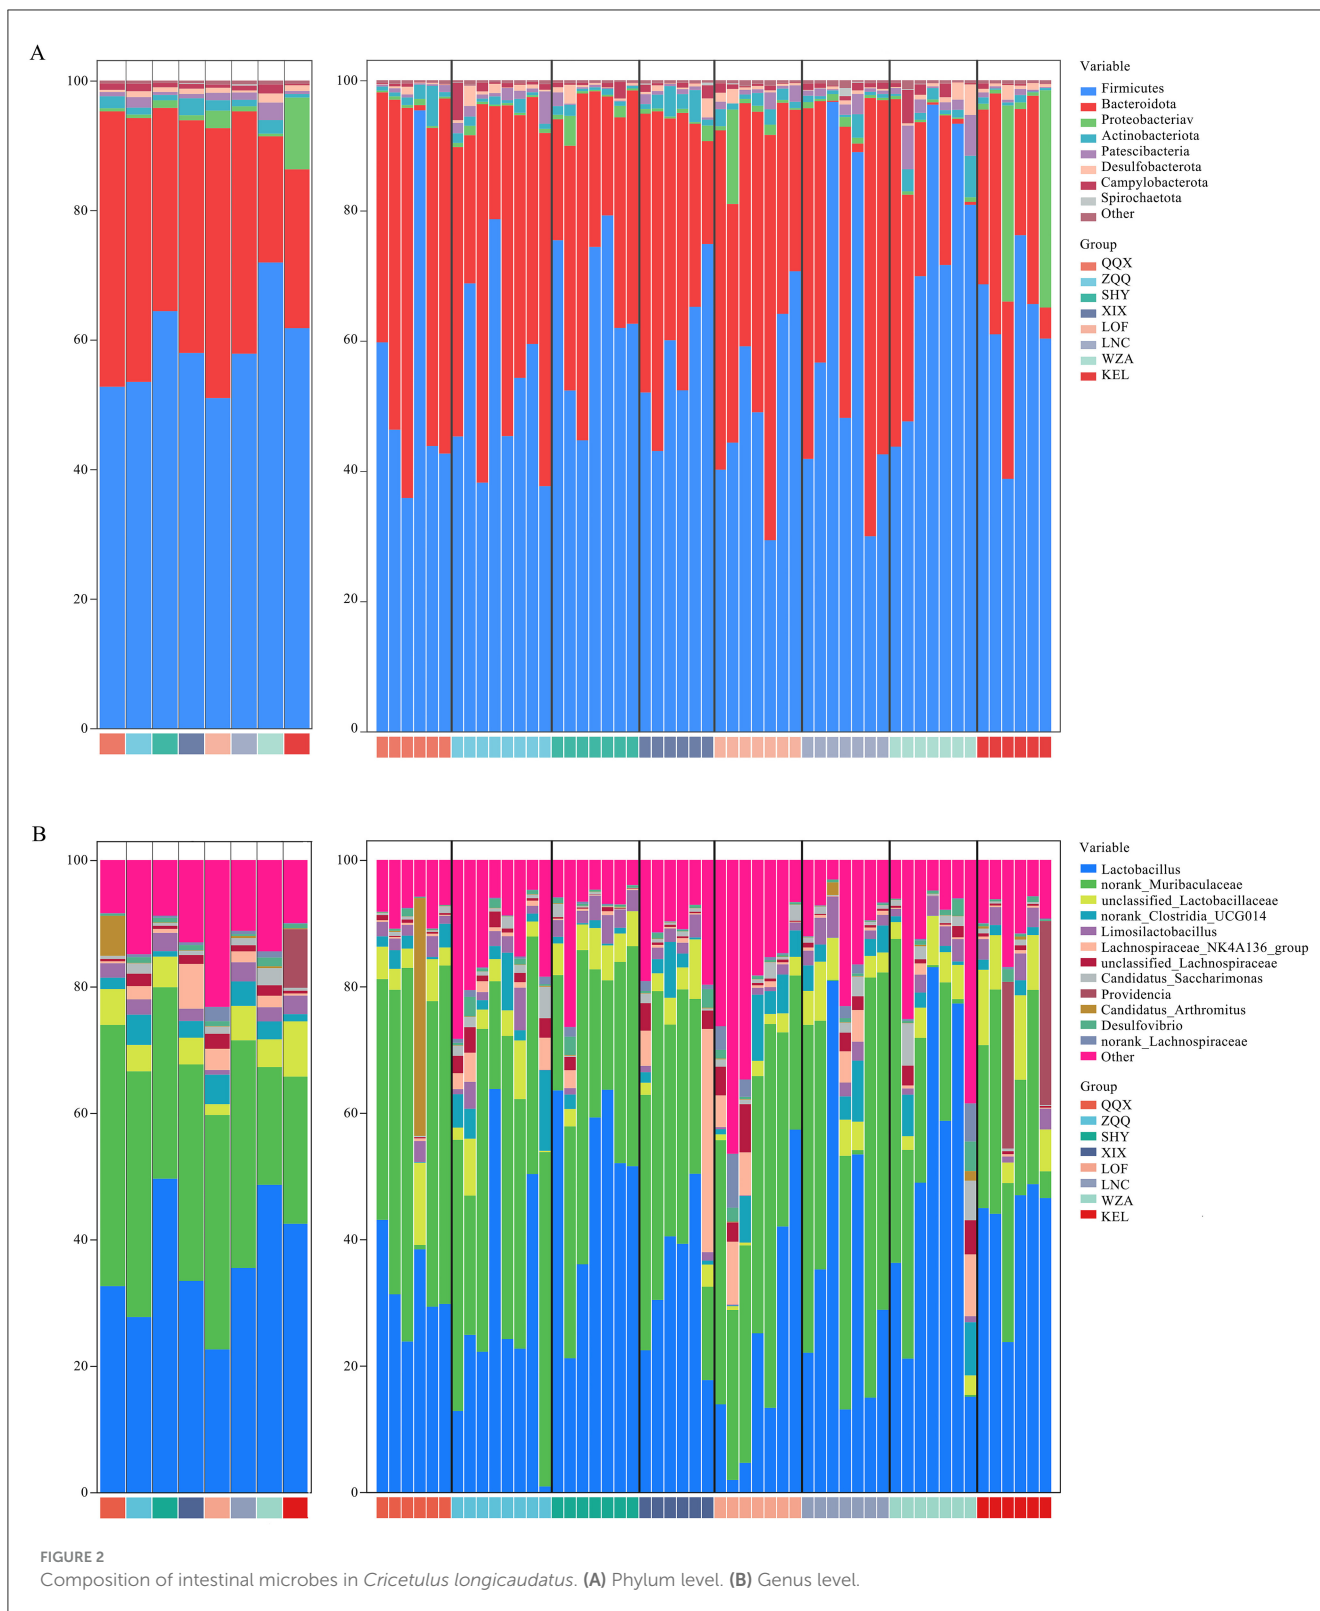 A
100
80
60
40
20
0
100
80
60
40
20
0
Variable
Firmicutes
Bacteroidota
Proteobacteriav
Actinobacteriota
Patescibacteria
Desulfobacterota
Campylobacterota
Spirochaetota
Other
Group
QQX
ZQQ
SHY
XIX
LOF
LNC
WZA
KEL
B
100
80
60
40
20
0
100
80
60
40
20
0
Variable
Lactobacillus
norank_Muribaculaceae
unclassified_Lactobacillaceae
norank_Clostridia_UCG014
Limosilactobacillus
Lachnospiraceae_NK4A136_group
unclassified_Lachnospiraceae
Candidatus_Saccharimonas
Providencia
Candidatus_Arthromitus
Desulfovibrio
norank_Lachnospiraceae
Other
Group
QQX
ZQQ
SHY
XIX
LOF
LNC
WZA
KEL
FIGURE 2
Composition of intestinal microbes in Cricetulus longicaudatus. (A) Phylum level. (B) Genus level.